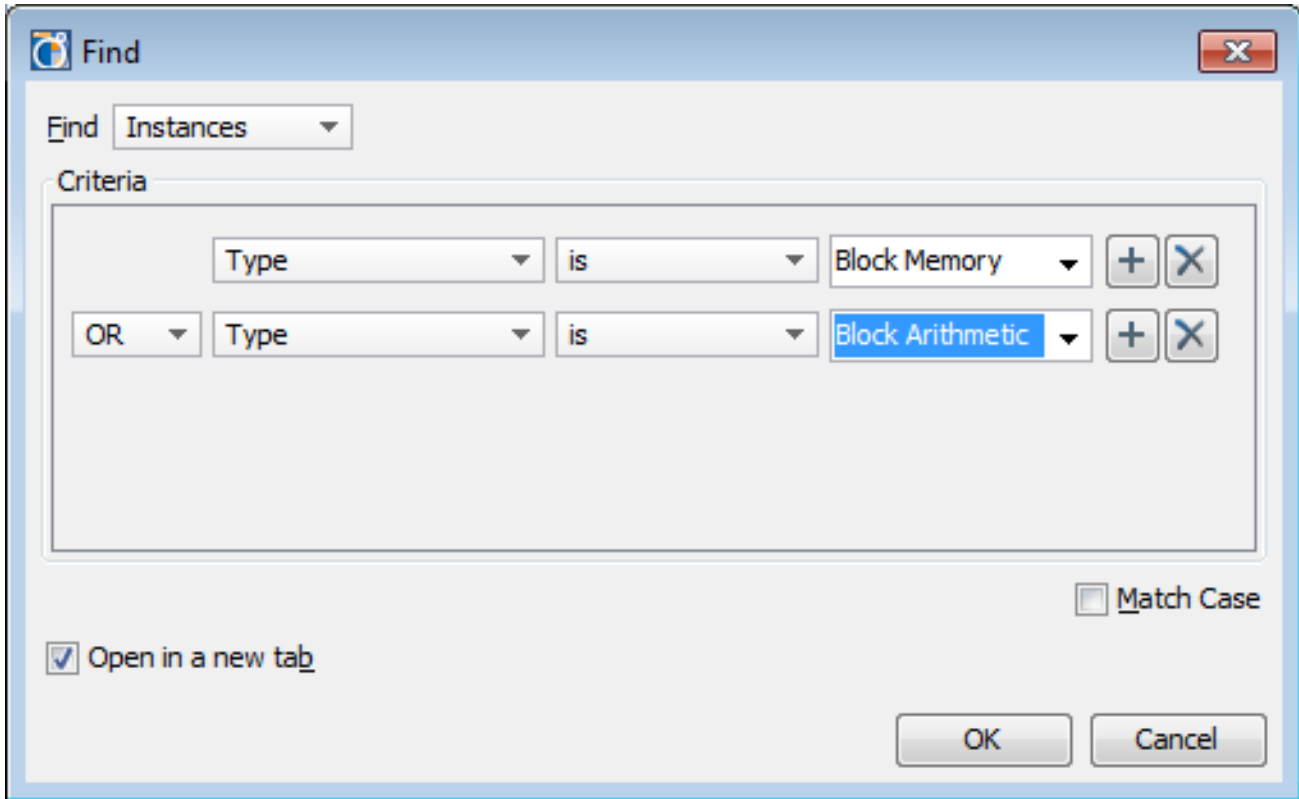 Find
Find Instances
Criteria
Type is Block Memory
OR Type is Block Arithmetic
Match Case
Open in a new tab
OK Cancel